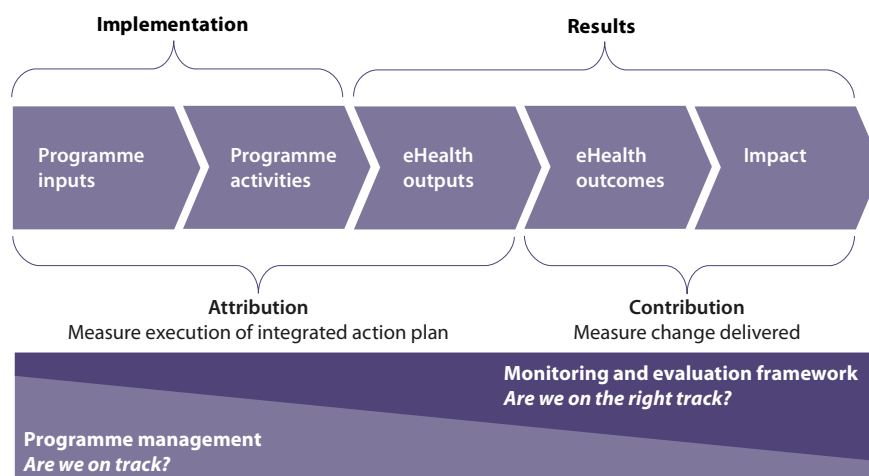 Implementation
Results
Programme
inputs
Programme
activities
eHealth
outputs
eHealth
outcomes
Impact
Attribution
Measure execution of integrated action plan
Contribution
Measure change delivered
Monitoring and evaluation framework
Are we on the right track?
Programme management
Are we on track?